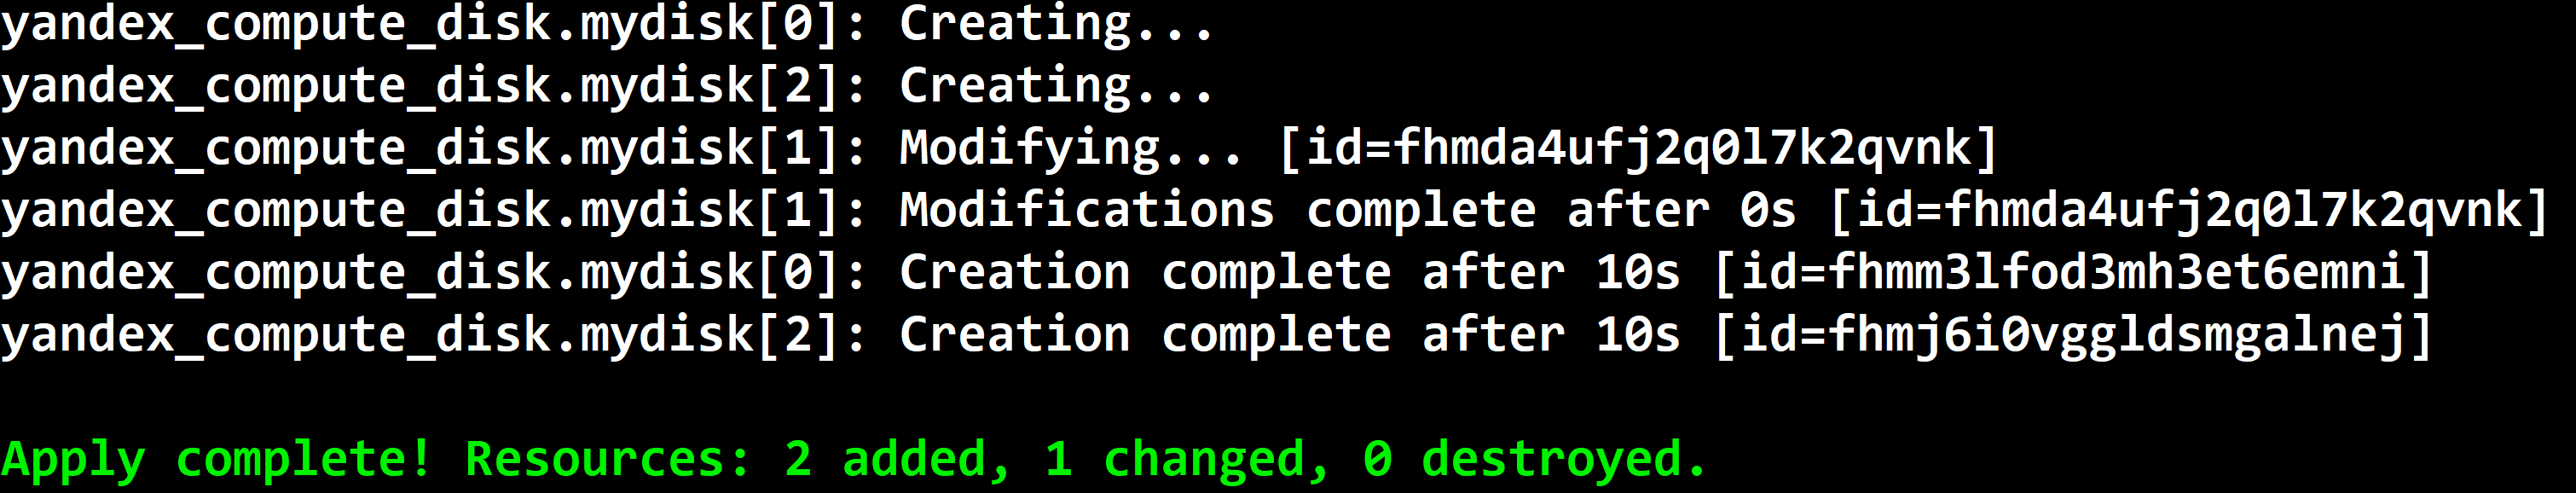 yandex_compute_disk.mydisk[0]: Creating...
yandex_compute_disk.mydisk[2]: Creating...
yandex_compute_disk.mydisk[1]: Modifying... [id=fhmda4ufj2q0l7k2qvnk]
yandex_compute_disk.mydisk[1]: Modifications complete after 0s [id=fhmda4ufj2q0l7k2qvnk]
yandex_compute_disk.mydisk[0]: Creation complete after 10s [id=fhmm3lfod3mh3et6emni]
yandex_compute_disk.mydisk[2]: Creation complete after 10s [id=fhmj6i0vggldsmgalnej]
Apply complete! Resources: 2 added, 1 changed, 0 destroyed.